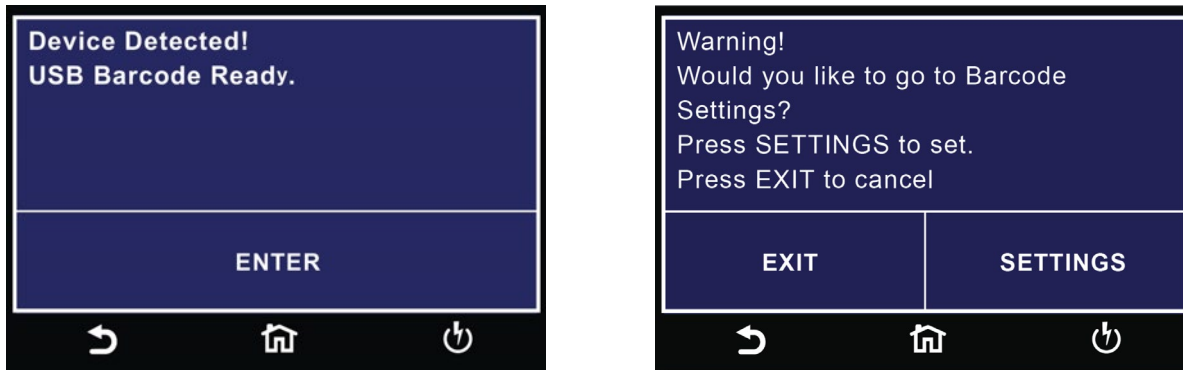 Device Detected!
USB Barcode Ready.
ENTER
Warning!
Would you like to go to Barcode
Settings?
Press SETTINGS to set.
Press EXIT to cancel
EXIT
SETTINGS